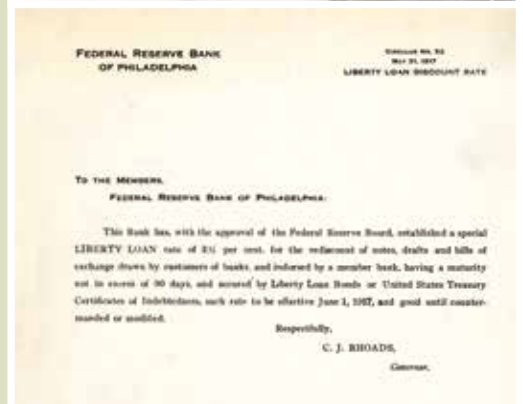 FEDERAL RESERVE BANK
OF PHILADELPHIA
CIRCULAR No.
MAY 31, 1917
LIBERTY LOAN DISCOUNT RATE
TO THE MEMBERS,
FEDERAL RESERVE BANK OF PHILADELPHIA.
This Bank has, with the approval of the Federal Reserve Board, established a special
LIBERTY LOAN rate of per cent. for the rediscount of notes, drafts and bills of
exchange drawn by customers of banks, and indorsed by a member bank, having a maturity
not in excess of 90 days, and secured by Liberty Loan Bonds or United States Treasury
Certificates of Indebtedness, such rate to be effective June 1, 1917, and good until counter-
manded or modified.
Respectfully,
C. J. RHOADS,
Governor.